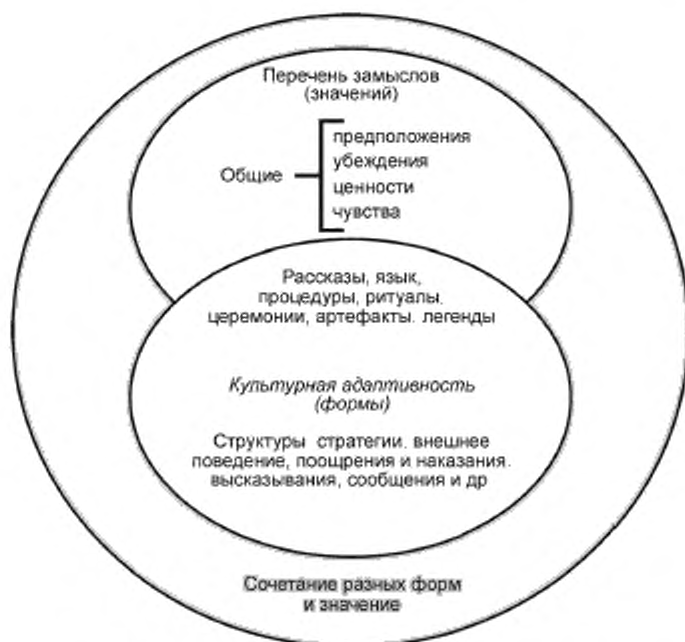 Перечень замыслов
(значений)
Общие
предположения
убеждения
ценности
чувства
Рассказы, язык,
процедуры, ритуалы,
церемонии, артефакты. легенды
Культурная адаптивность
(формы)
Структуры стратегии. внешнее
поведение, поощрения и наказания.
высказывания, сообщения и др
Сочетание разных форм
и значение